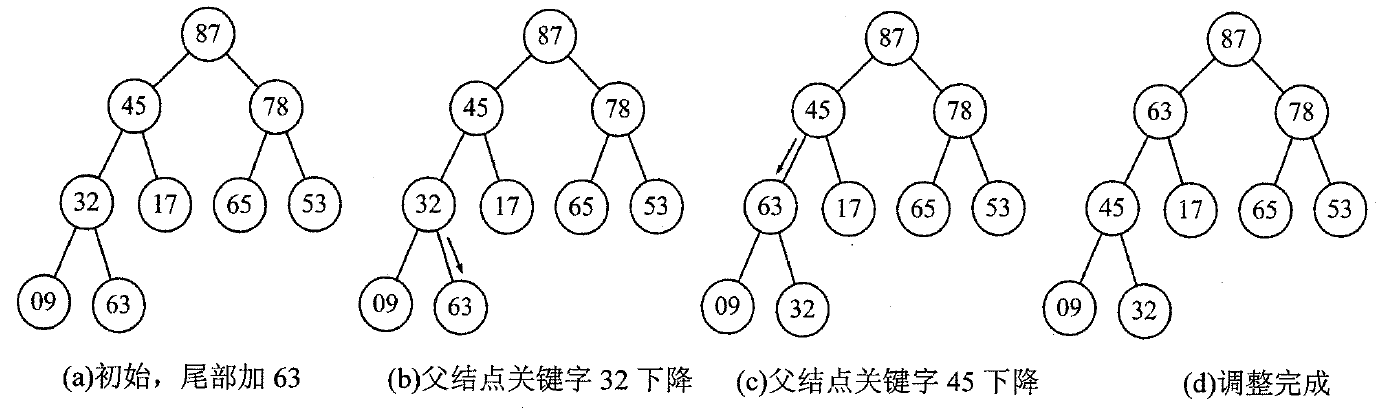 87 87 87 87
45 78 45 78 45 78 63 78
32 17 65 53 32 17 65 53 63 17 65 53 45 17 65 53
09 63 09 63 09 32 09 32
(a)初始，尾部加 63 (b)父结点关键字 32 下降 (c)父结点关键字 45 下降 (d)调整完成